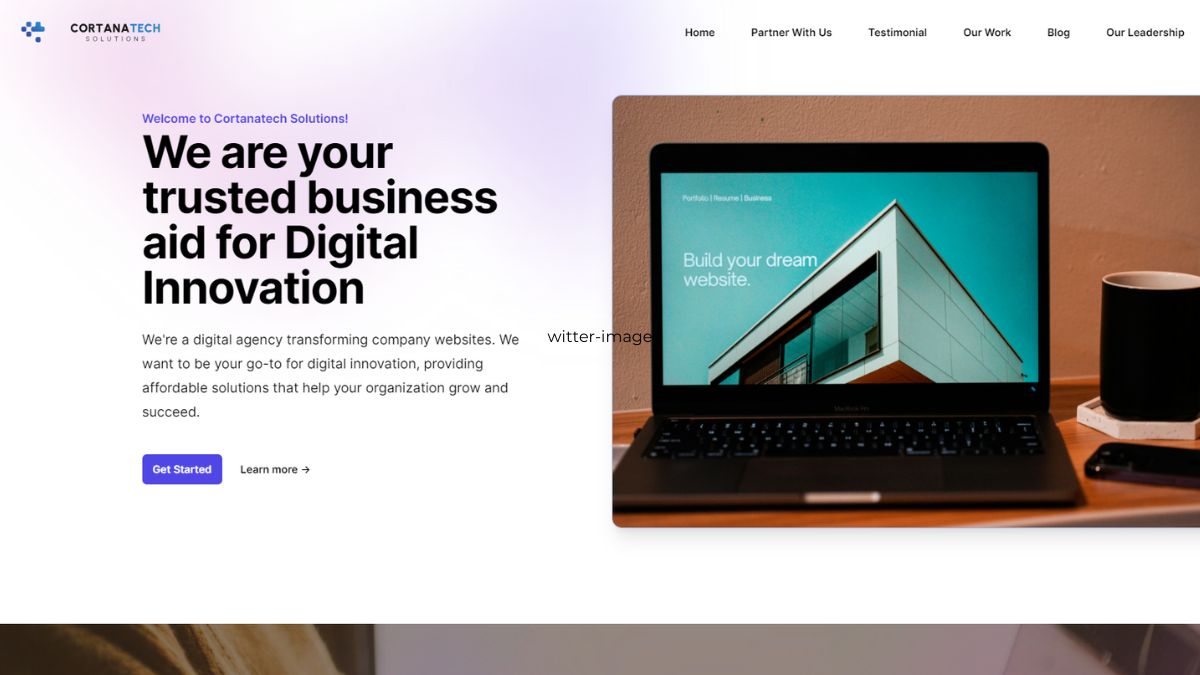 CORTANATECH
SOLUTIONS
Home Partner With Us Testimonial Our Work Blog Our Leadership
Welcome to Cortanatech Solutions!
We are your
trusted business
aid for Digital
Innovation
We're a digital agency transforming company websites. We
want to be your go-to for digital innovation, providing
affordable solutions that help your organization grow and
succeed.
Get Started Learn more →
witter-image
Portfolio | Resume | Business
Build your dream
website.
MacBook Pro